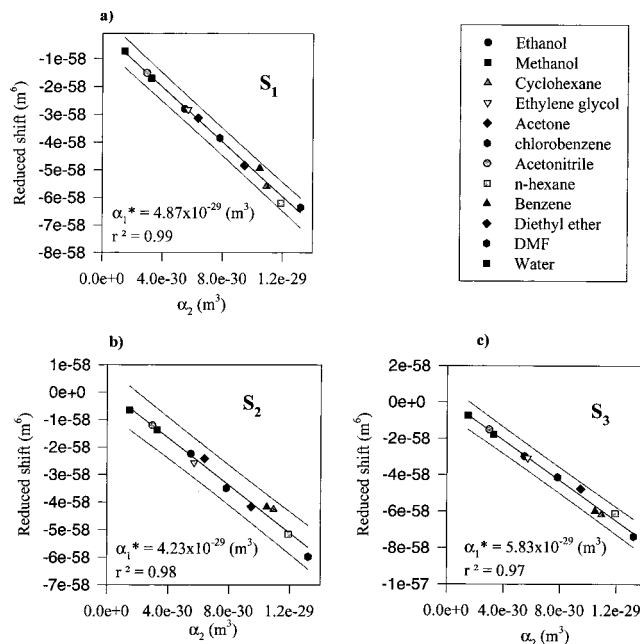 a)
-1e-58
-2e-58
-3e-58
-4e-58
-5e-58
-6e-58
-7e-58
-8e-58
Reduced shift (m⁶)
S₁
α₁* = 4.87x10⁻²⁹ (m³)
r² = 0.99
0.0e+0 4.0e-30 8.0e-30 1.2e-29
α₂ (m³)
Ethanol
Methanol
Cyclohexane
Ethylene glycol
Acetone
chlorobenzene
Acetonitrile
n-hexane
Benzene
Diethyl ether
DMF
Water
b)
1e-58
0e+0
-1e-58
-2e-58
-3e-58
-4e-58
-5e-58
-6e-58
-7e-58
Reduced shift (m⁶)
S₂
α₁* = 4.23x10⁻²⁹ (m³)
r² = 0.98
0.0e+0 4.0e-30 8.0e-30 1.2e-29
α₂ (m³)
c)
2e-58
0e+0
-2e-58
-4e-58
-6e-58
-8e-58
-1e-57
Reduced shift (m⁶)
S₃
α₁* = 5.83x10⁻²⁹ (m³)
r² = 0.97
0.0e+0 4.0e-30 8.0e-30 1.2e-29
α₂ (m³)